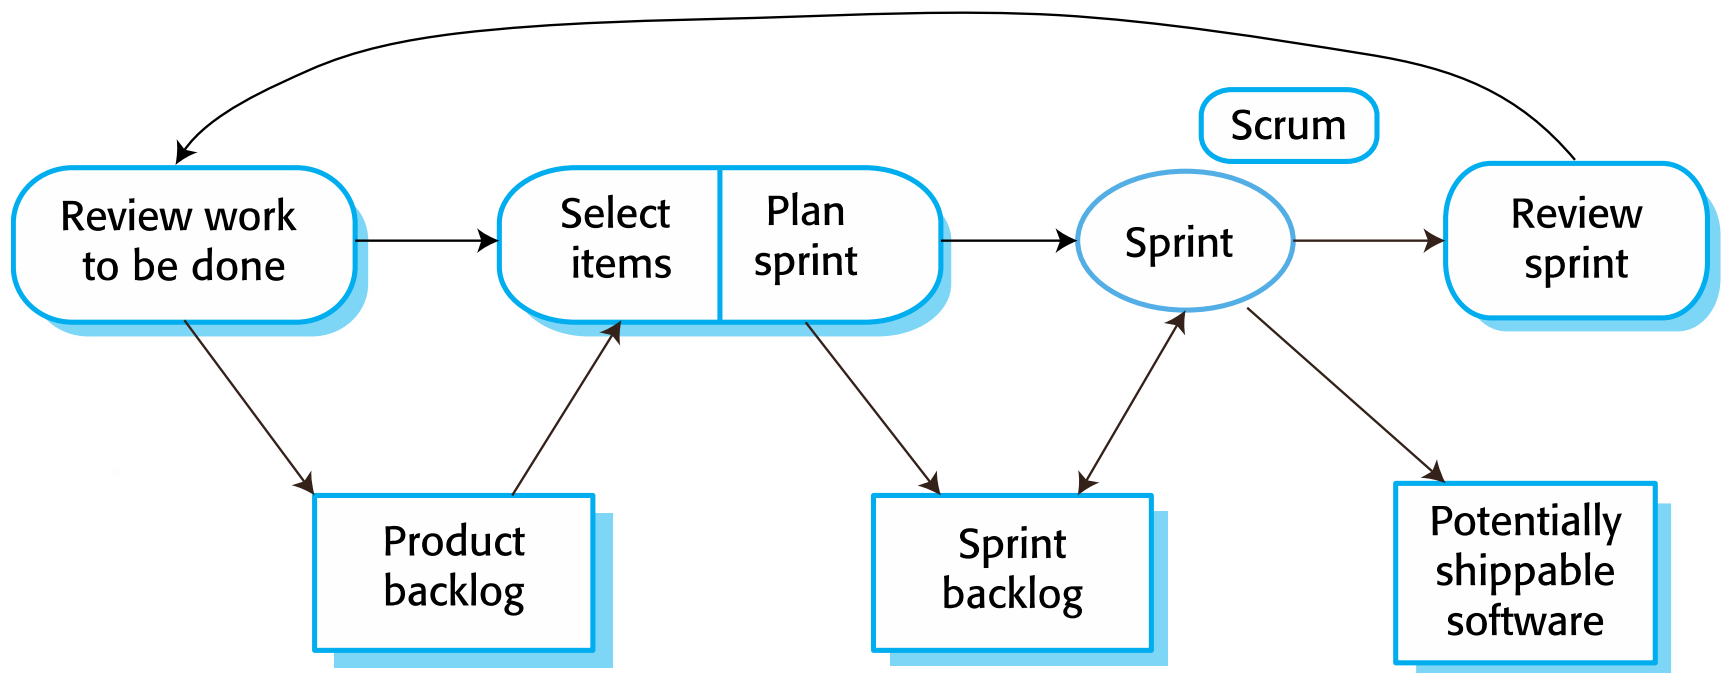 Scrum
Review work
to be done
Select
items
Plan
sprint
Sprint
Review
sprint
Product
backlog
Sprint
backlog
Potentially
shippable
software